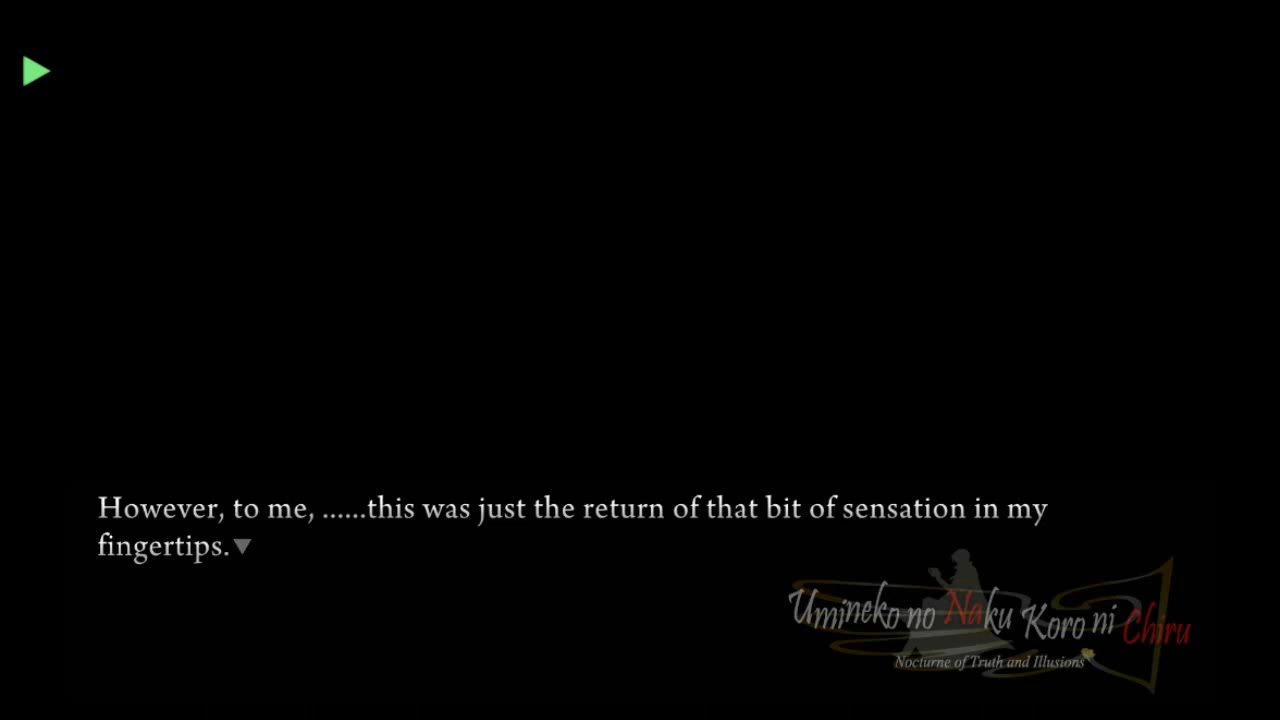 However, to me, ......this was just the return of that bit of sensation in my
fingertips.
Umineko no Naku Koro ni Chiru
Nocturne of Truth and Illusions